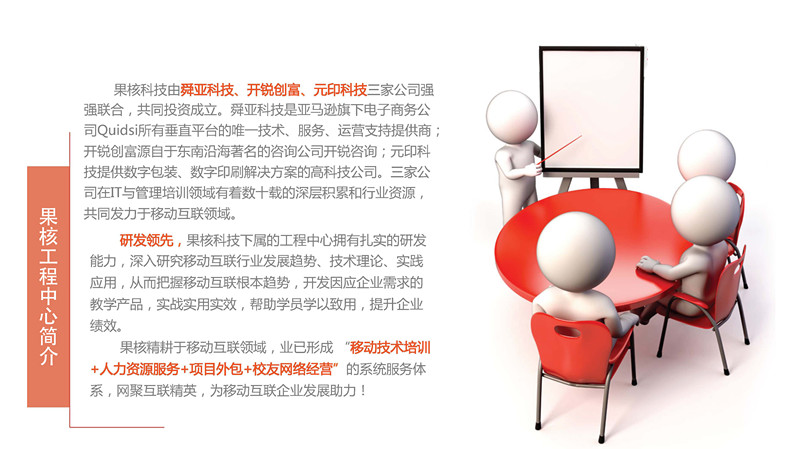 果核工程中心简介
果核科技由舜亚科技、开锐创富、元印科技三家公司强
强联合，共同投资成立。舜亚科技是亚马逊旗下电子商务公
司Quidsi所有垂直平台的唯一技术、服务、运营支持提供商；
开锐创富源自于东南沿海著名的咨询公司开锐咨询；元印科
技提供数字包装、数字印刷解决方案的高科技公司。三家公
司在IT与管理培训领域有着数十载的深层积累和行业资源，
共同发力于移动互联领域。
研发领先，果核科技下属的工程中心拥有扎实的研发
能力，深入研究移动互联行业发展趋势、技术理论、实践
应用，从而把握移动互联根本趋势，开发因应企业需求的
教学产品，实战实用实效，帮助学员学以致用，提升企业
绩效。
果核精耕于移动互联领域，业已形成 “移动技术培训
+人力资源服务+项目外包+校友网络经营”的系统服务体
系，网聚互联精英，为移动互联企业发展助力！